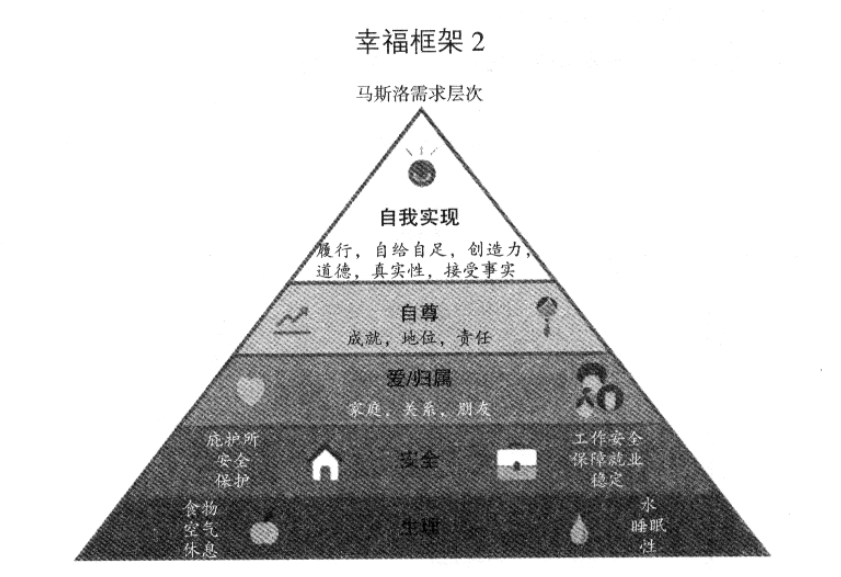 幸福框架 2
马斯洛需求层次
自我实现
履行，自给自足，创造力，
道德，真实性，接受事实
自尊
成就，地位，责任
爱/归属
家庭，关系，朋友
庇护所
安全
保护
安全
工作安全
保障就业
稳定
食物
空气
休息
生理
水
睡眠
性